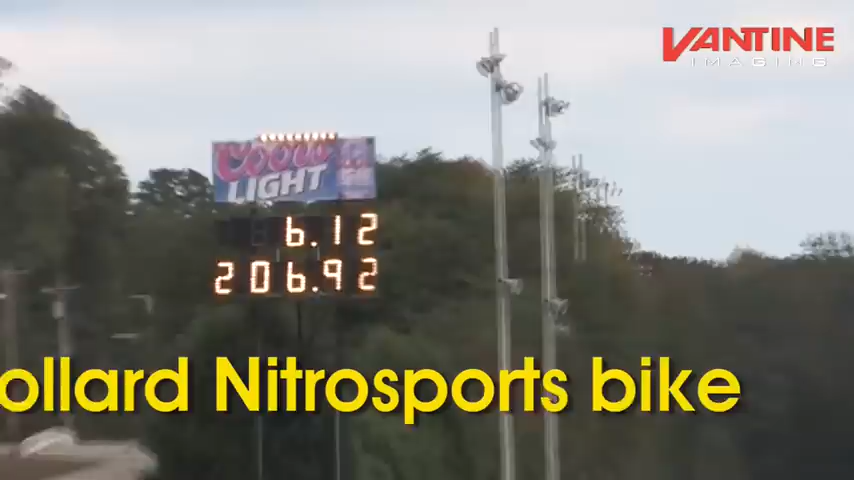 VANTINE
IMAGING
Coors
LIGHT
6.12
206.92
ollard Nitrosports bike